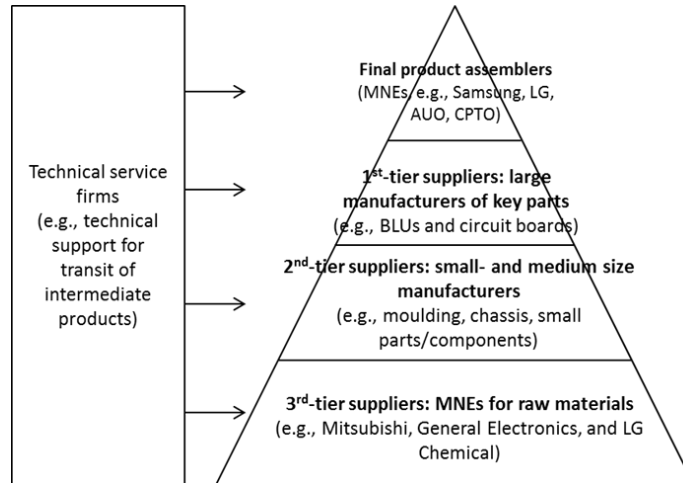 Technical service
firms
(e.g., technical
support for
transit of
intermediate
products)
Final product assemblers
(MNEs, e.g., Samsung, LG,
AUO, CPTO)
1st-tier suppliers: large
manufacturers of key parts
(e.g., BLUs and circuit boards)
2nd-tier suppliers: small- and medium size
manufacturers
(e.g., moulding, chassis, small
parts/components)
3rd-tier suppliers: MNEs for raw materials
(e.g., Mitsubishi, General Electronics, and LG
Chemical)